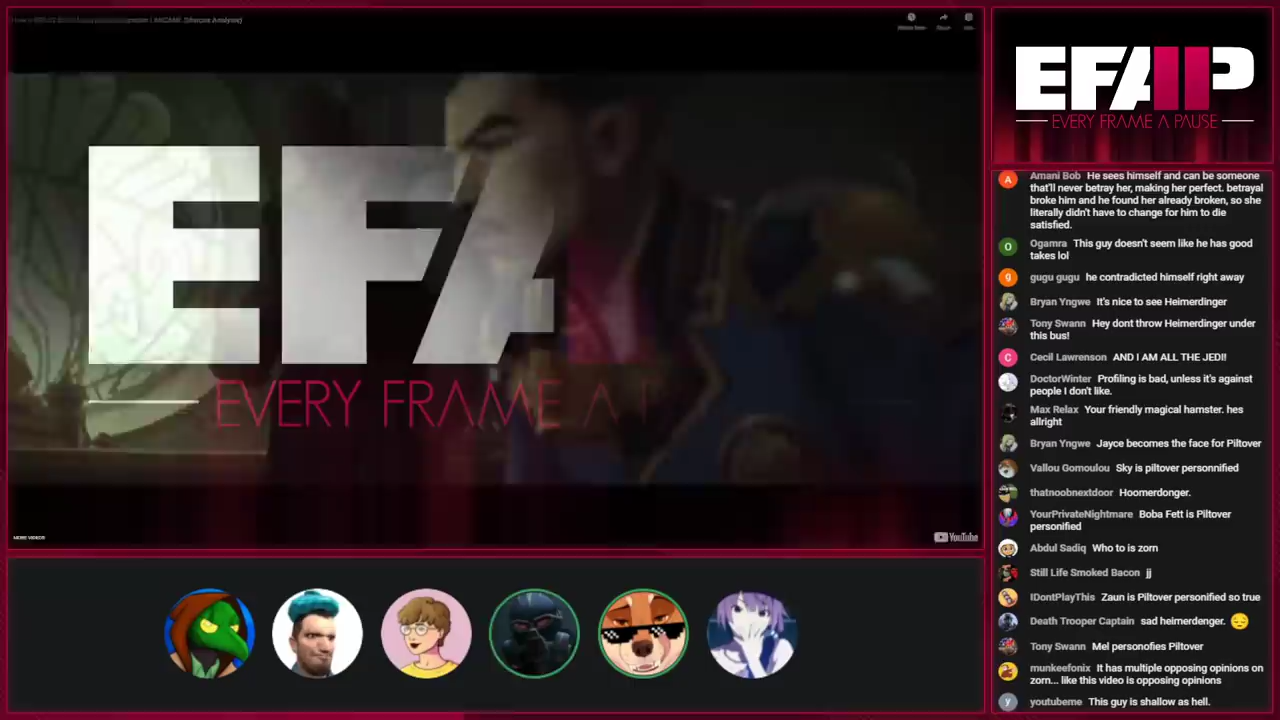 ARCANE (Marcus Analysis)
EFA
EVERY FRAME A
MORE VIDEOS
YouTube
EFAP
EVERY FRAME A PAUSE
Amani Bob He sees himself and can be someone
that'll never betray her, making her perfect. betrayal
broke him and he found her already broken, so she
literally didn't have to change for him to die
satisfied.
Ogamra This guy doesn't seem like he has good
takes lol
gugu gugu he contradicted himself right away
Bryan Yngwe It's nice to see Heimerdinger
Tony Swann Hey dont throw Heimerdinger under
this bus!
Cecil Lawrenson AND I AM ALL THE JEDI!
DoctorWinter Profiling is bad, unless it's against
people I don't like.
Max Relax Your friendly magical hamster. hes
allright
Bryan Yngwe Jayce becomes the face for Piltover
Vallou Gomoulou Sky is piltover personnified
thatnoobnextdoor Hoomerdonger.
YourPrivateNightmare Boba Fett is Piltover
personified
Abdul Sadiq Who to is zorn
Still Life Smoked Bacon jj
IDontPlayThis Zaun is Piltover personified so true
Death Trooper Captain sad heimerdenger. 😔
Tony Swann Mel personofies Piltover
munkeefonix It has multiple opposing opinions on
zorn... like this video is opposing opinions
youtubeme This guy is shallow as hell.